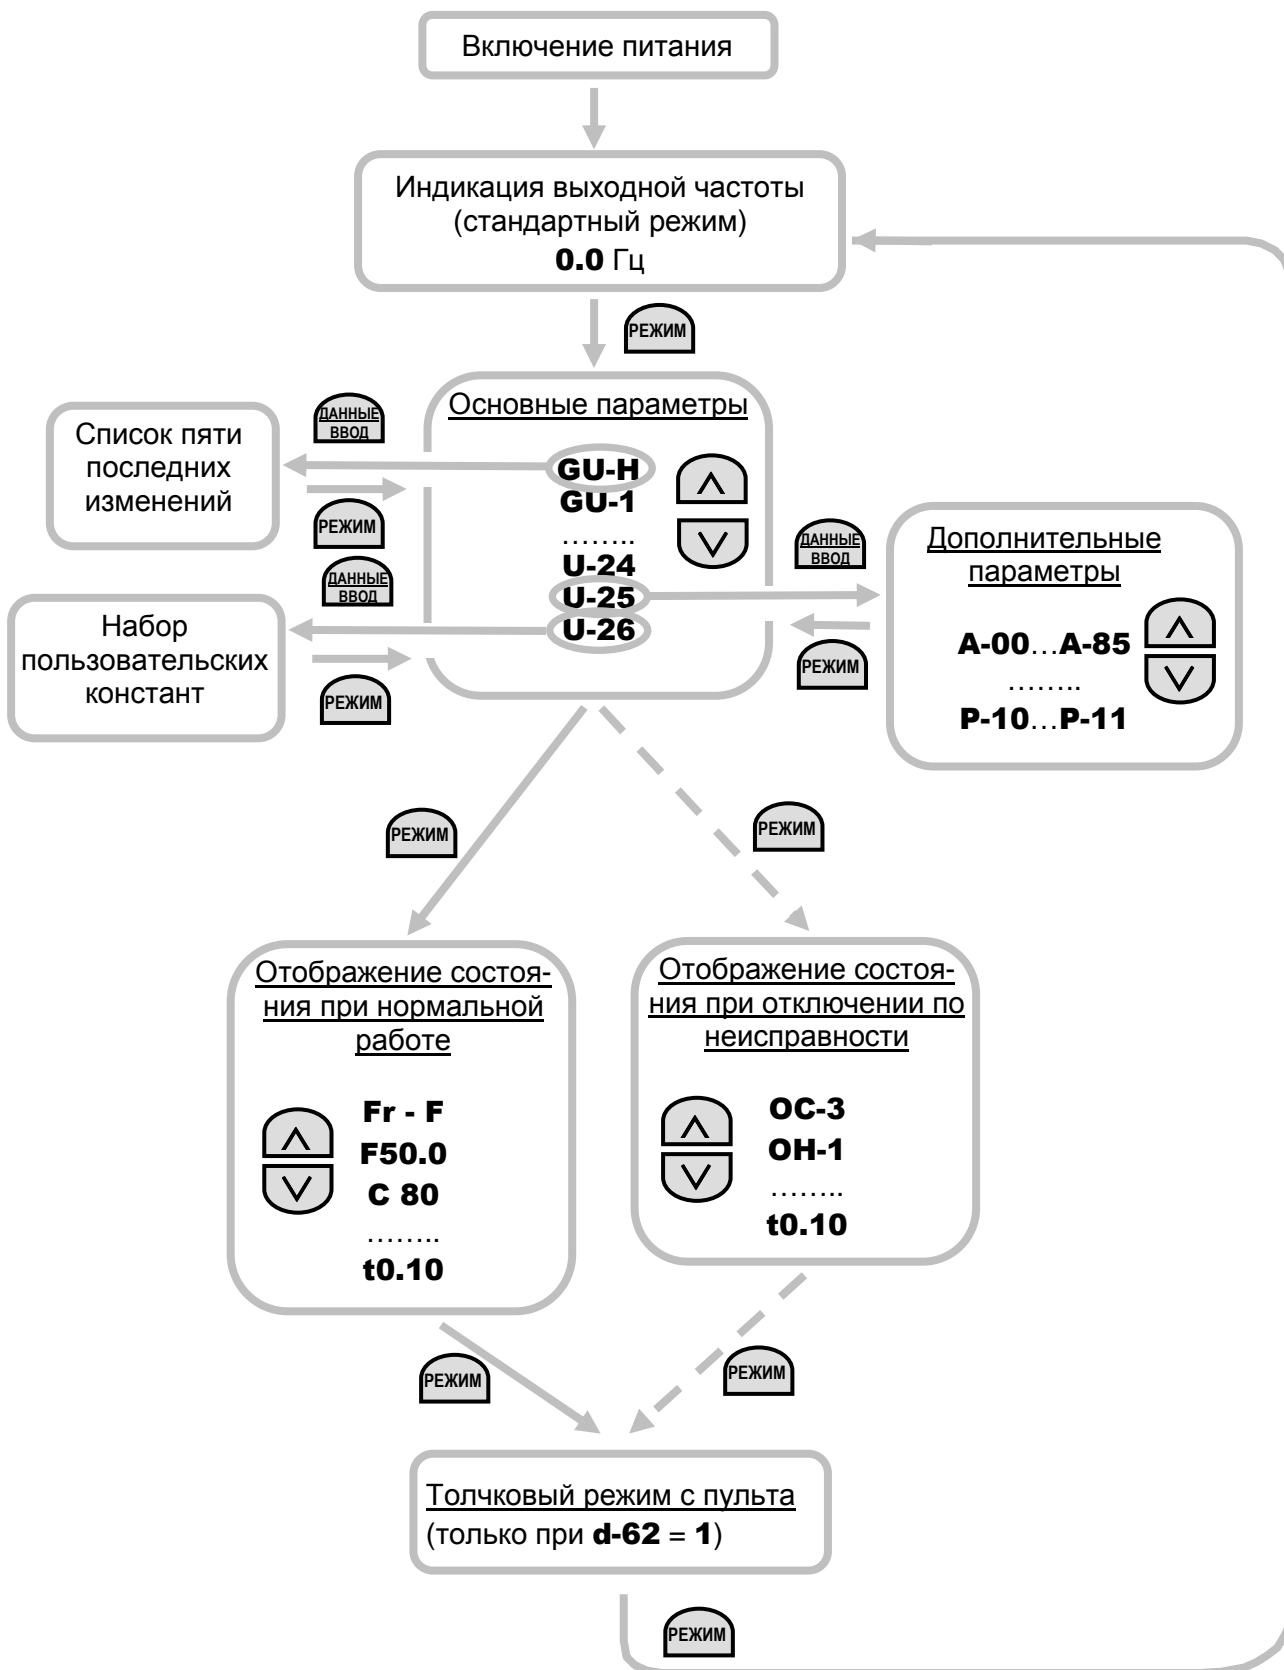 Включение питания
Индикация выходной частоты
(стандартный режим)
0.0 Гц
РЕЖИМ
Основные параметры
GU-H
GU-1
........
U-24
U-25
U-26
ДАННЫЕ
ВВОД
Список пяти
последних
изменений
РЕЖИМ
ДАННЫЕ
ВВОД
Набор
пользовательских
констант
РЕЖИМ
ДАННЫЕ
ВВОД
РЕЖИМ
Дополнительные
параметры
A-00...A-85
........
P-10...P-11
РЕЖИМ
РЕЖИМ
Отображение состоя-
ния при нормальной
работе
Fr - F
F50.0
C 80
........
t0.10
Отображение состоя-
ния при отключении по
неисправности
OC-3
OH-1
........
t0.10
РЕЖИМ
РЕЖИМ
Толчковый режим с пульта
(только при d-62 = 1)
РЕЖИМ